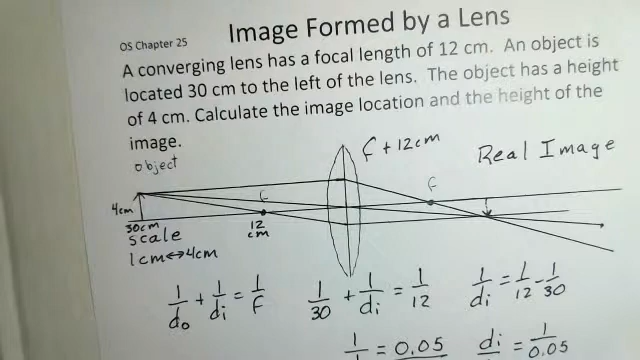 Image Formed by a Lens
OS Chapter 25
A converging lens has a focal length of 12 cm. An object is
located 30 cm to the left of the lens. The object has a height
of 4 cm. Calculate the image location and the height of the
image.
object
f + 12cm
Real Image
f
f
4cm
30cm
12
cm
scale
1cm↔4cm
1/do + 1/di = 1/f
1/30 + 1/di = 1/12
1/di = 1/12 - 1/30
= 0.05
di = 1/0.05